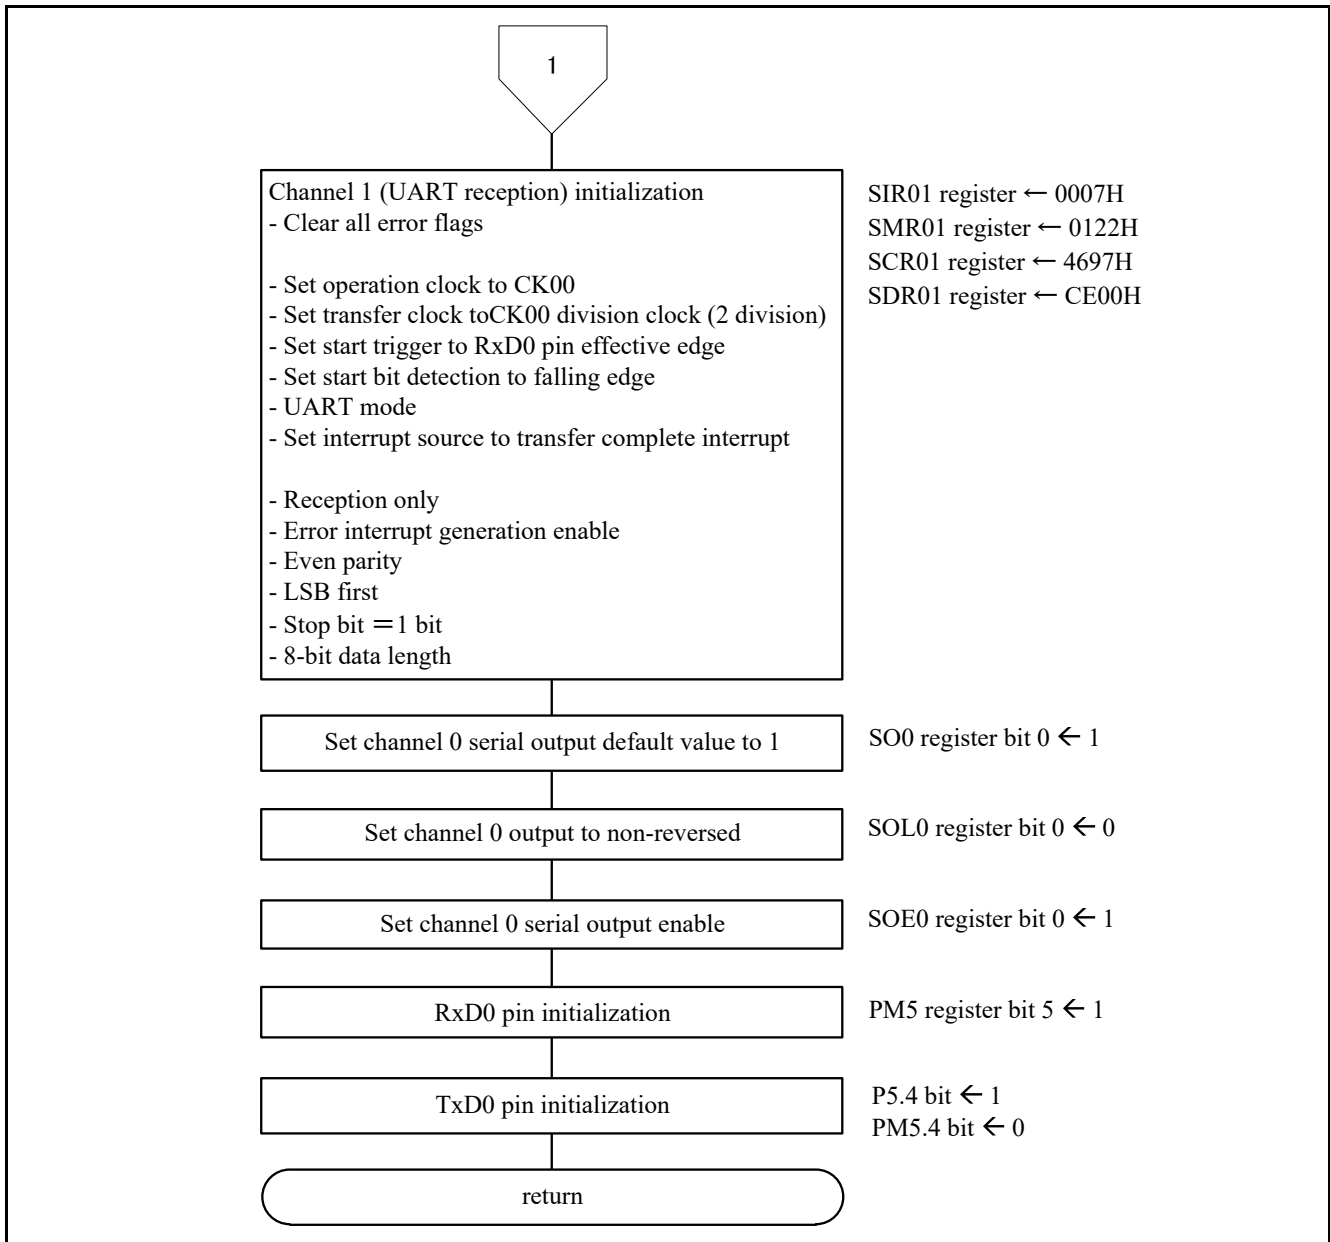 1
Channel 1 (UART reception) initialization
- Clear all error flags
- Set operation clock to CK00
- Set transfer clock toCK00 division clock (2 division)
- Set start trigger to RxD0 pin effective edge
- Set start bit detection to falling edge
- UART mode
- Set interrupt source to transfer complete interrupt
- Reception only
- Error interrupt generation enable
- Even parity
- LSB first
- Stop bit =1 bit
- 8-bit data length
SIR01 register ← 0007H
SMR01 register ← 0122H
SCR01 register ← 4697H
SDR01 register ← CE00H
Set channel 0 serial output default value to 1
SO0 register bit 0 ← 1
Set channel 0 output to non-reversed
SOL0 register bit 0 ← 0
Set channel 0 serial output enable
SOE0 register bit 0 ← 1
RxD0 pin initialization
PM5 register bit 5 ← 1
TxD0 pin initialization
P5.4 bit ← 1
PM5.4 bit ← 0
return